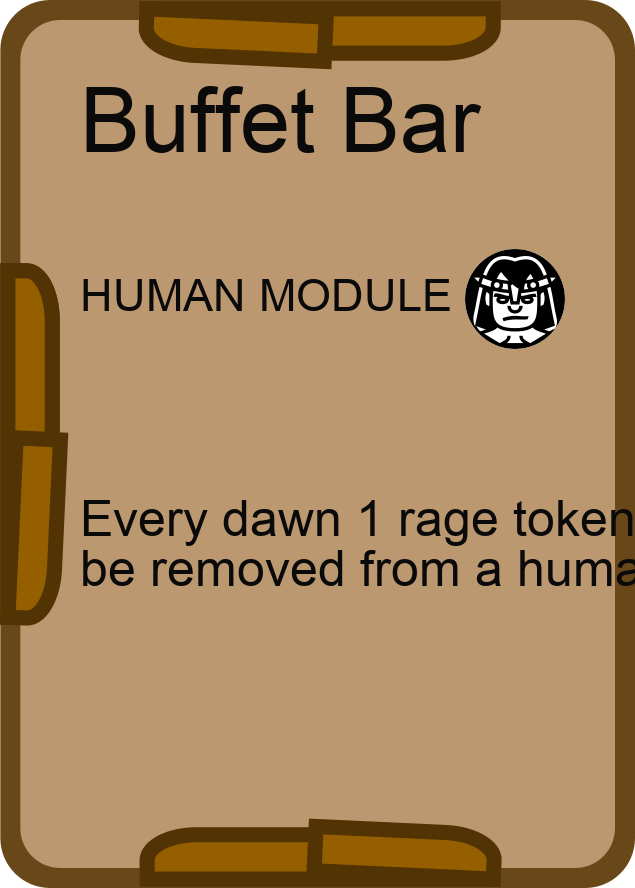 Buffet Bar
HUMAN MODULE
Every dawn 1 rage token
be removed from a huma